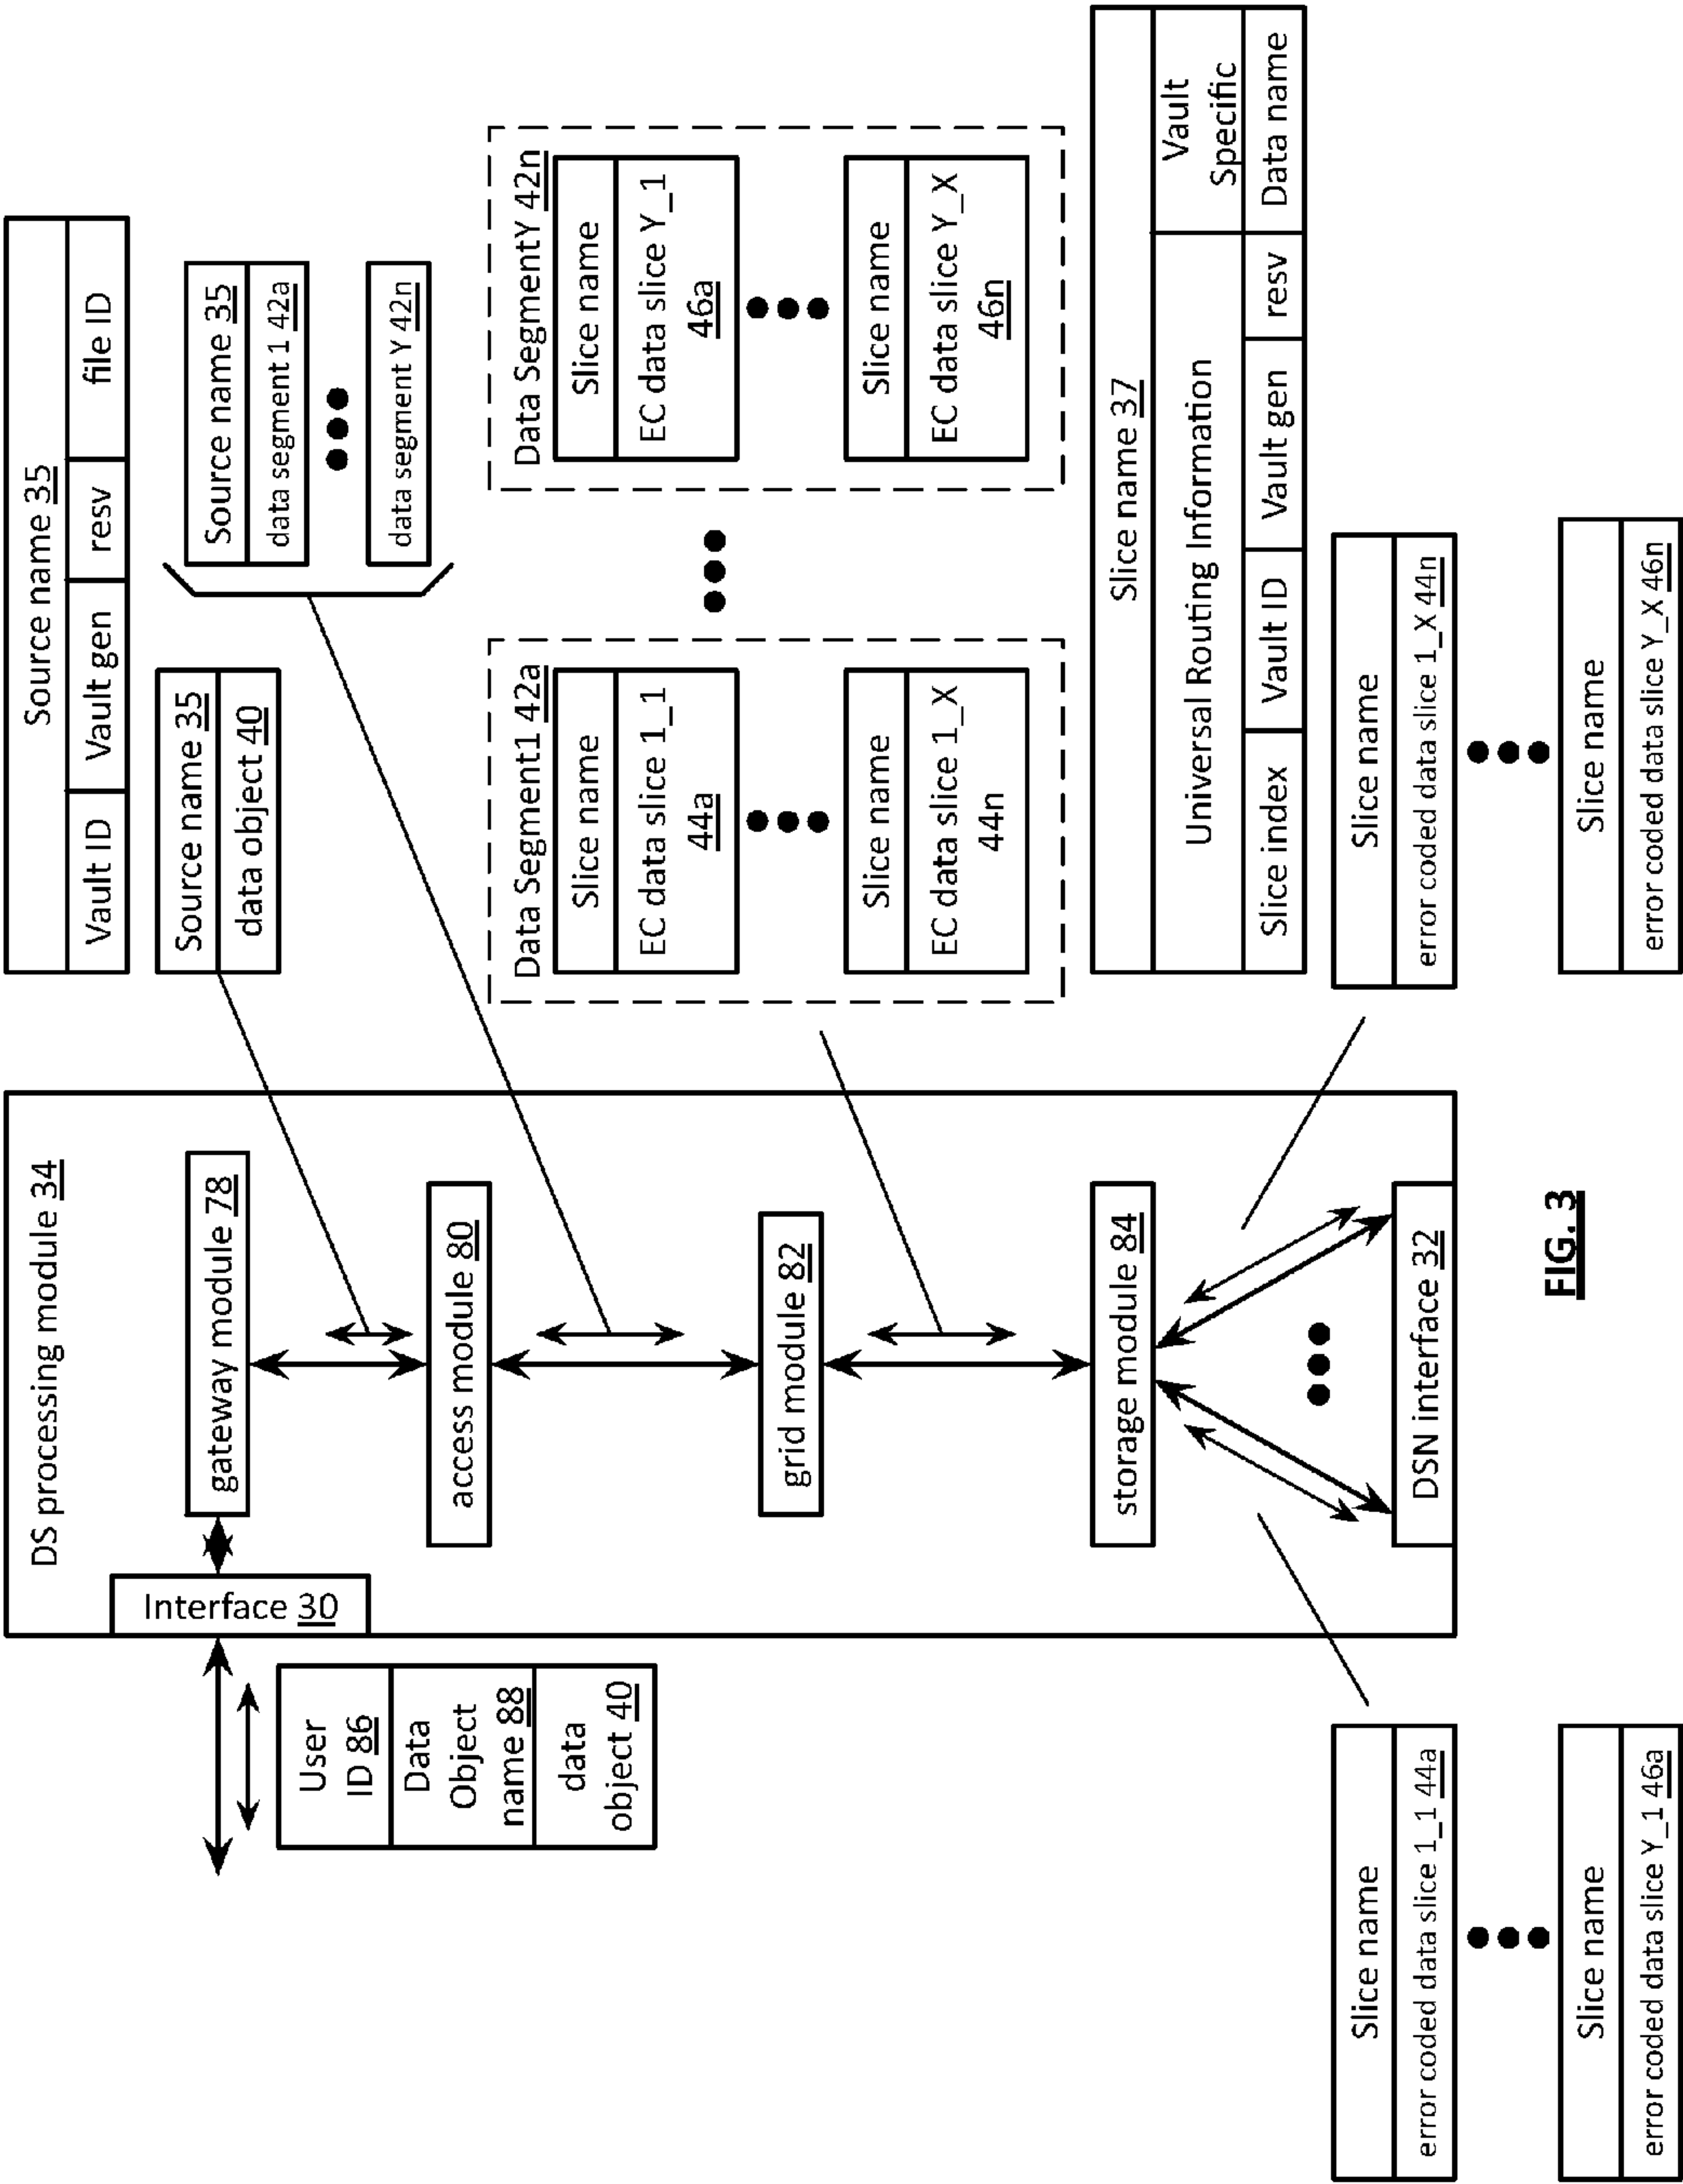 DS processing module 34
Interface 30
gateway module 78
access module 80
grid module 82
storage module 84
DSN interface 32
User
ID 86
Data
Object
name 88
data
object 40
Source name 35
Vault ID
Vault gen
resv
file ID
Source name 35
data object 40
Source name 35
data segment 1 42a
data segment Y 42n
Data Segment1 42a
Slice name
EC data slice 1_1
44a
Slice name
EC data slice 1_X
44n
Data SegmentY 42n
Slice name
EC data slice Y_1
46a
Slice name
EC data slice Y_X
46n
Slice name 37
Universal Routing Information
Vault
Specific
Slice index
Vault ID
Vault gen
resv
Data name
Slice name
error coded data slice 1_1 44a
Slice name
error coded data slice Y_1 46a
Slice name
error coded data slice 1_X 44n
Slice name
error coded data slice Y_X 46n
FIG. 3